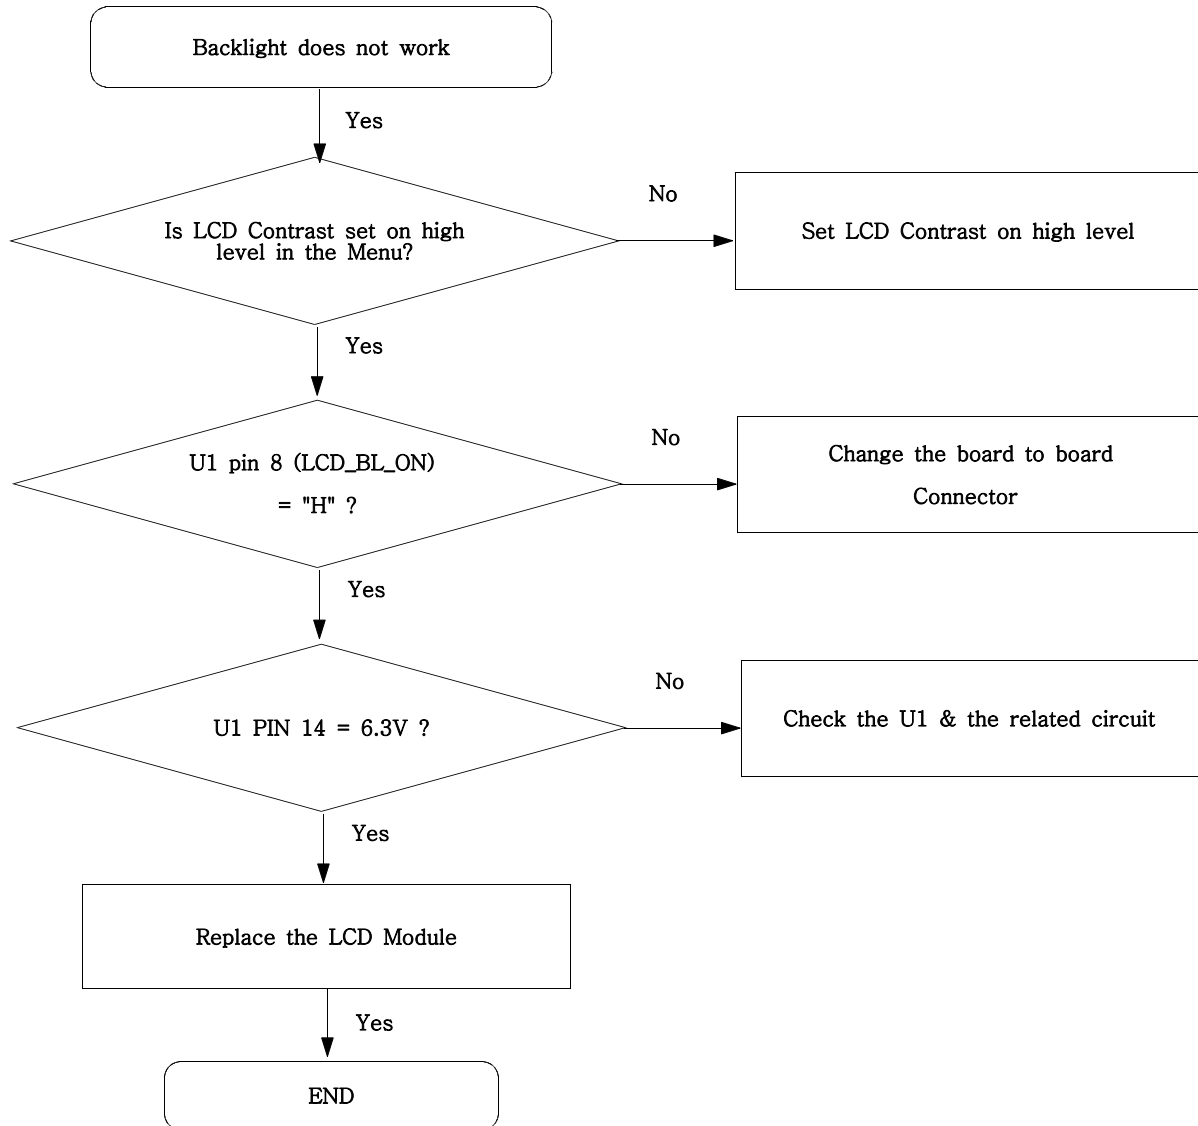 Backlight does not work
Yes
Is LCD Contrast set on high
level in the Menu?
No
Set LCD Contrast on high level
Yes
U1 pin 8 (LCD_BL_ON)
= "H" ?
No
Change the board to board
Connector
Yes
U1 PIN 14 = 6.3V ?
No
Check the U1 & the related circuit
Yes
Replace the LCD Module
Yes
END